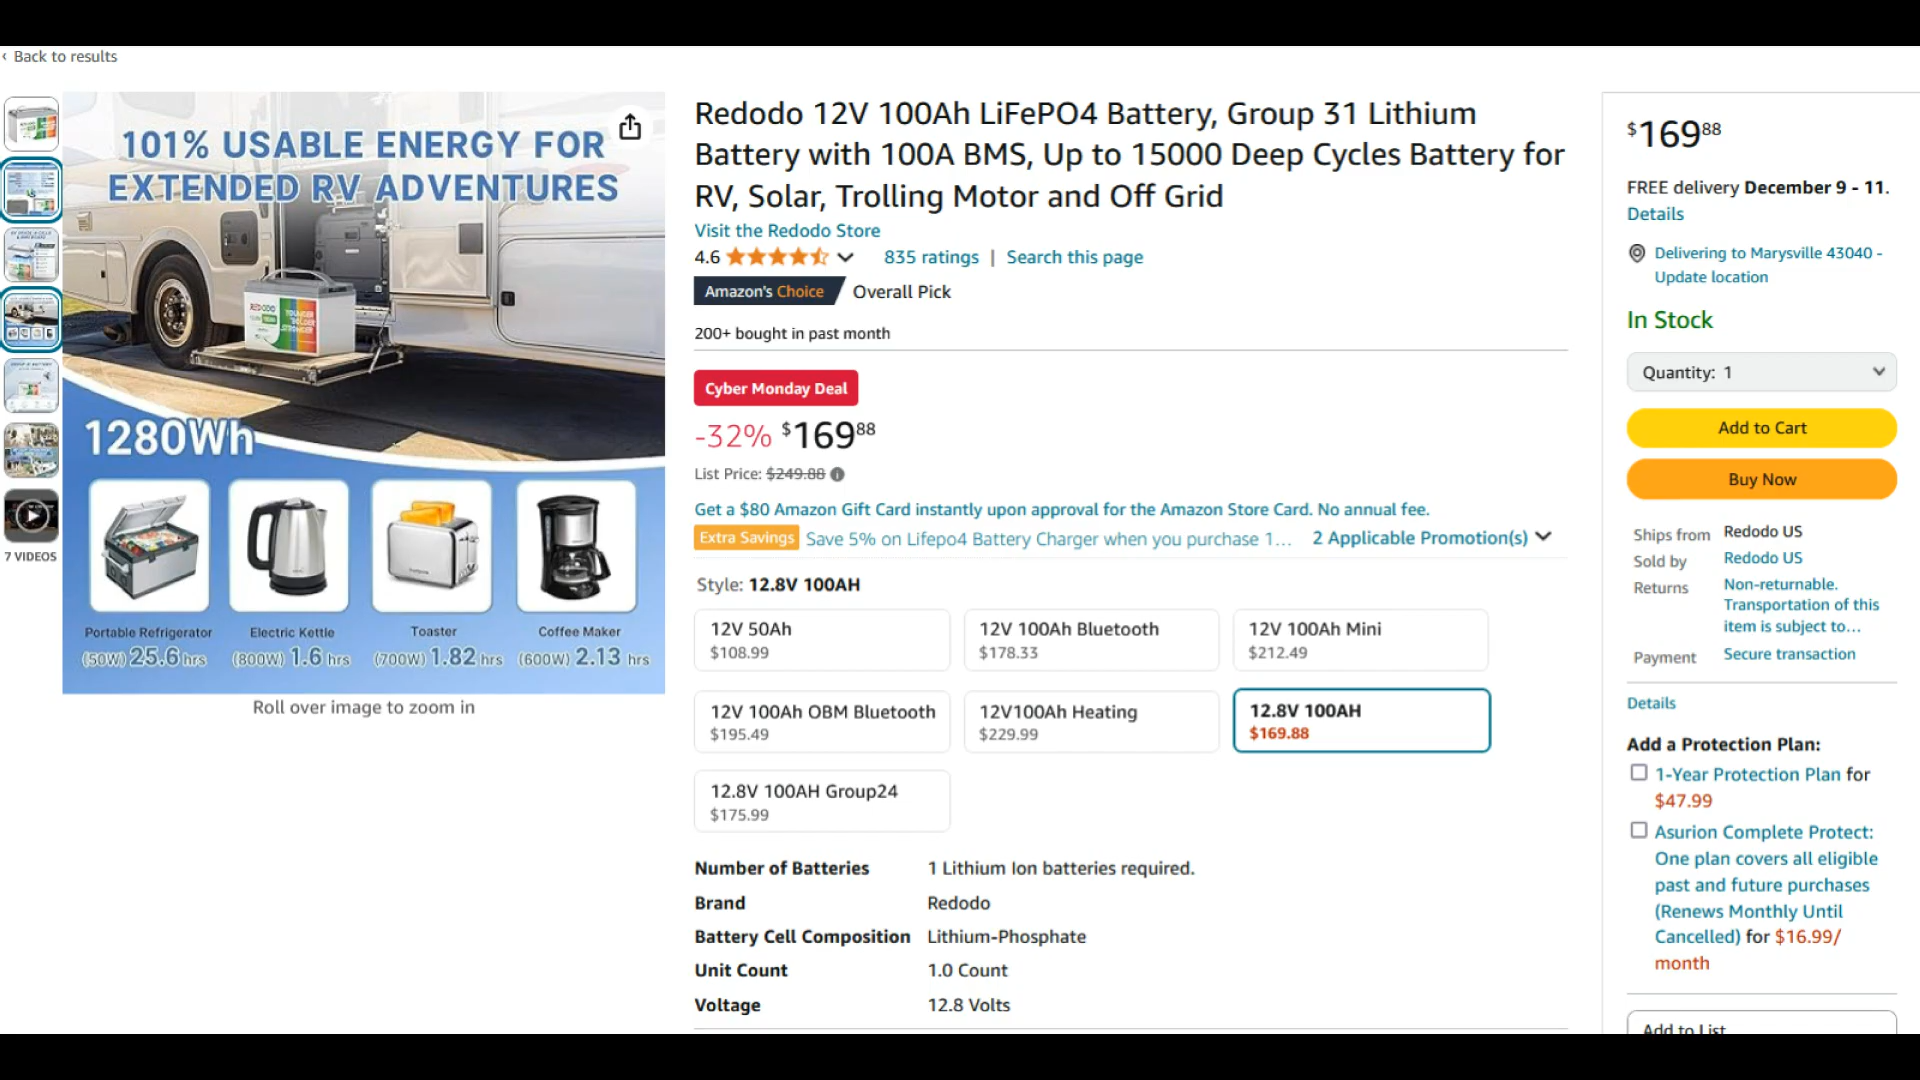 ‹ Back to results
7 VIDEOS
101% USABLE ENERGY FOR
EXTENDED RV ADVENTURES
REDODO
1280Wh
Portable Refrigerator
(50W) 25.6 hrs
Electric Kettle
(800W) 1.6 hrs
Toaster
(700W) 1.82 hrs
Coffee Maker
(600W) 2.13 hrs
Roll over image to zoom in
Redodo 12V 100Ah LiFePO4 Battery, Group 31 Lithium
Battery with 100A BMS, Up to 15000 Deep Cycles Battery for
RV, Solar, Trolling Motor and Off Grid
Visit the Redodo Store
4.6 835 ratings | Search this page
Amazon's Choice Overall Pick
200+ bought in past month
Cyber Monday Deal
-32% $169 88
List Price: $249.88
Get a $80 Amazon Gift Card instantly upon approval for the Amazon Store Card. No annual fee.
Extra Savings Save 5% on Lifepo4 Battery Charger when you purchase 1… 2 Applicable Promotion(s)
Style: 12.8V 100AH
12V 50Ah
$108.99
12V 100Ah Bluetooth
$178.33
12V 100Ah Mini
$212.49
12V 100Ah OBM Bluetooth
$195.49
12V100Ah Heating
$229.99
12.8V 100AH
$169.88
12.8V 100AH Group24
$175.99
Number of Batteries 1 Lithium Ion batteries required.
Brand Redodo
Battery Cell Composition Lithium-Phosphate
Unit Count 1.0 Count
Voltage 12.8 Volts
$169 88
FREE delivery December 9 - 11.
Details
Delivering to Marysville 43040 -
Update location
In Stock
Quantity: 1
Add to Cart
Buy Now
Ships from Redodo US
Sold by Redodo US
Returns Non-returnable.
Transportation of this
item is subject to…
Payment Secure transaction
Details
Add a Protection Plan:
1-Year Protection Plan for
$47.99
Asurion Complete Protect:
One plan covers all eligible
past and future purchases
(Renews Monthly Until
Cancelled) for $16.99/
month
Add to List